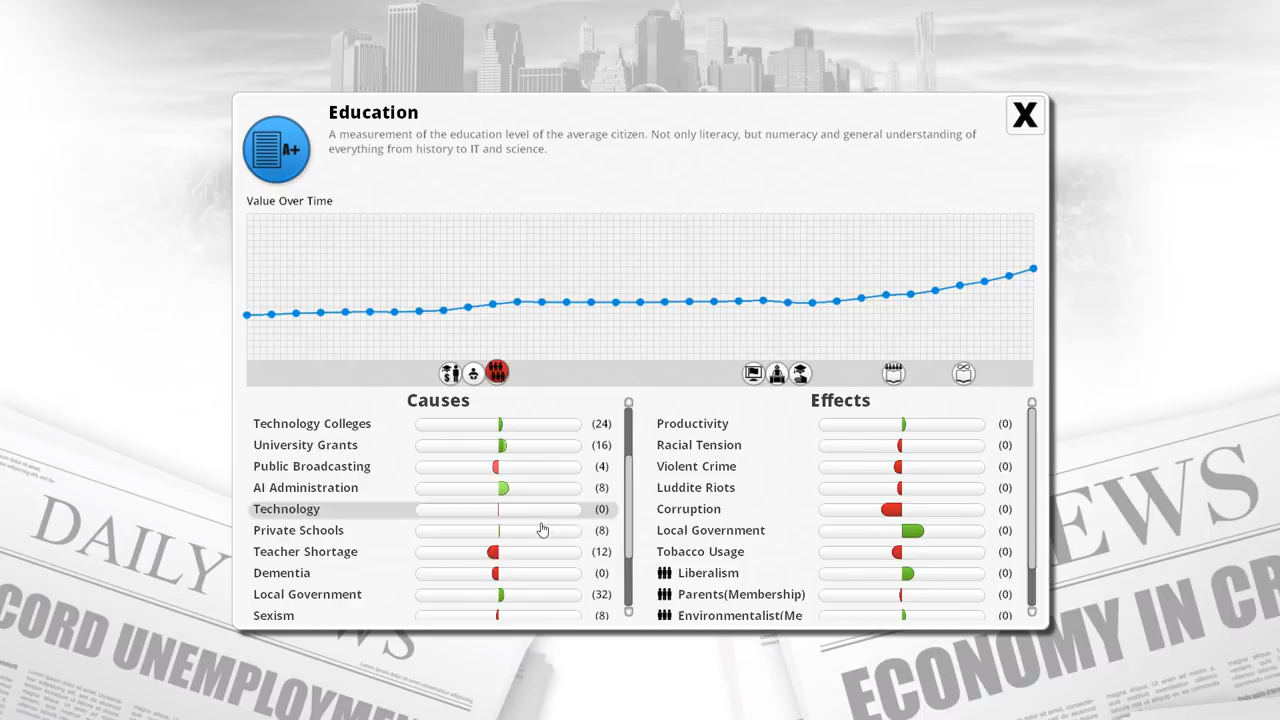 Education
A measurement of the education level of the average citizen. Not only literacy, but numeracy and general understanding of
everything from history to IT and science.
X
A+
Value Over Time
$
Causes
Technology Colleges (24)
University Grants (16)
Public Broadcasting (4)
AI Administration (8)
Technology (0)
Private Schools (8)
Teacher Shortage (12)
Dementia (0)
Local Government (32)
Sexism (8)
Effects
Productivity (0)
Racial Tension (0)
Violent Crime (0)
Luddite Riots (0)
Corruption (0)
Local Government (0)
Tobacco Usage (0)
Liberalism (0)
Parents(Membership) (0)
Environmentalist(Me (0)
DAILY
WS
CORD UNEMPLOYME
EWS
ECONOMY IN CR